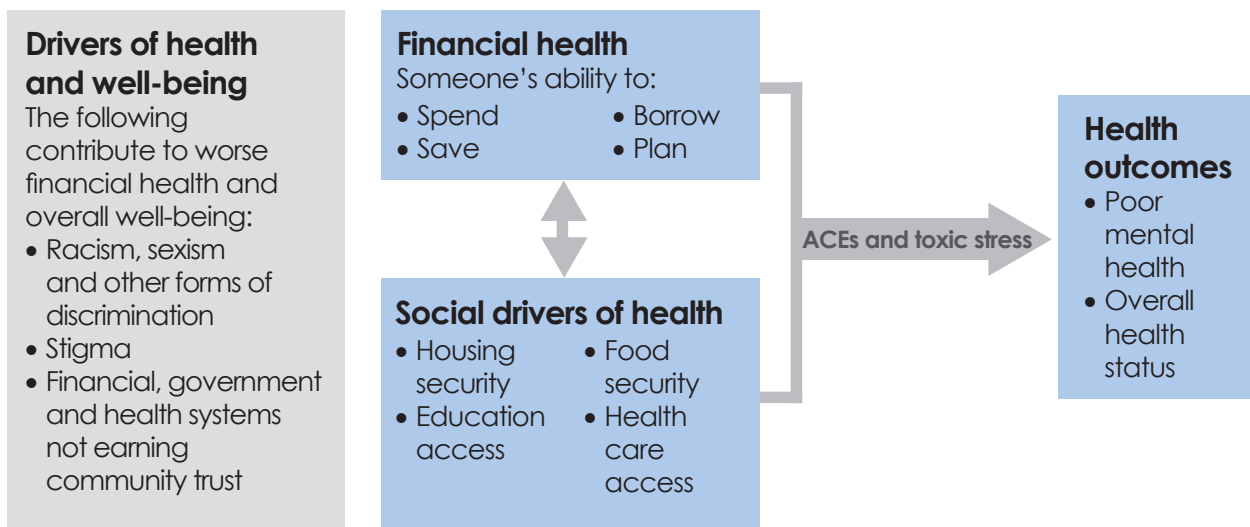 Drivers of health
and well-being
The following
contribute to worse
financial health and
overall well-being:
• Racism, sexism
and other forms of
discrimination
• Stigma
• Financial, government
and health systems
not earning
community trust
Financial health
Someone’s ability to:
• Spend
• Save
• Borrow
• Plan
Social drivers of health
• Housing
security
• Education
access
• Food
security
• Health
care
access
ACEs and toxic stress
Health
outcomes
• Poor
mental
health
• Overall
health
status